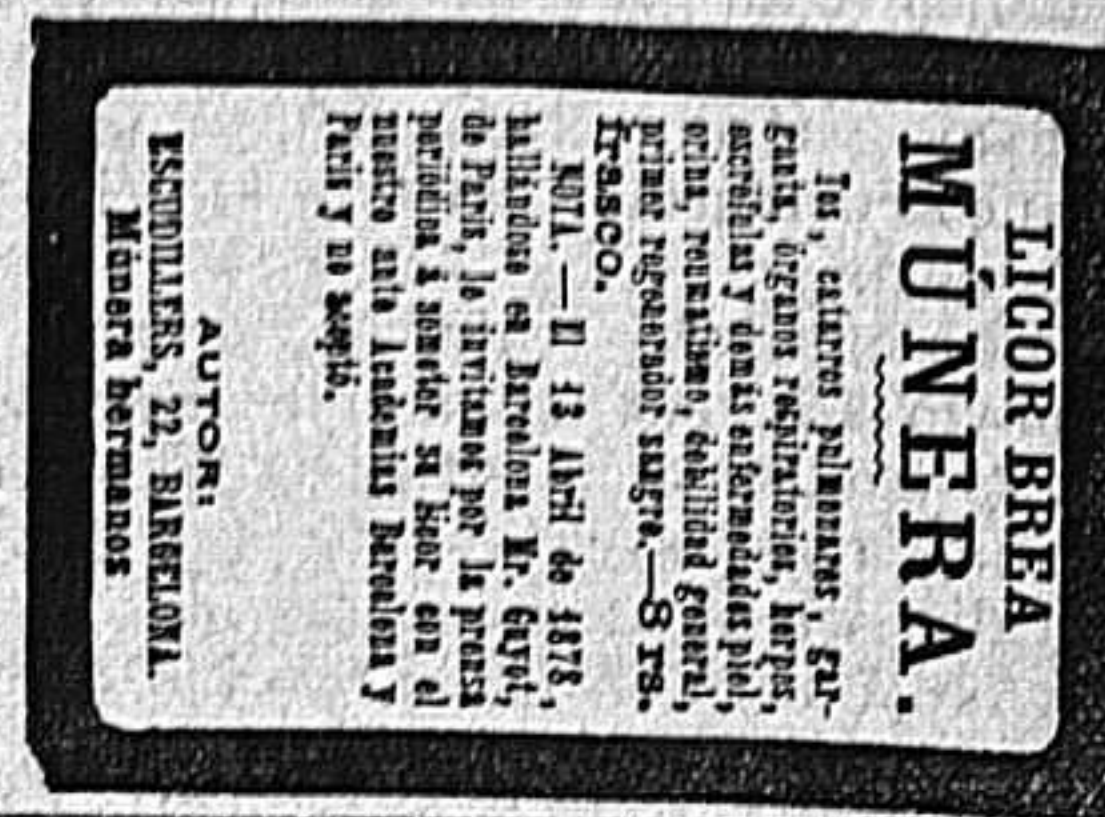 LICOR BREA
MÚNERA.
Tos, catarros pulmonares, gar-
ganta, órganos respiratorios, herpes,
escrófulas y demás enfermedades piel,
orina, reumatismo, debilidad general,
primer regenerador sangre.—8 rs.
frasco.
NOTA.—El 13 Abril de 1878,
hallándose en Barcelona Mr. Guyot,
de Paris, le invitamos por la prensa
periódica á someter su licor con el
nuestro ante Academias Barcelona y
Paris y no aceptó.
AUTOR:
ESCUDILLERS, 22, BARCELONA.
Múnera hermanos